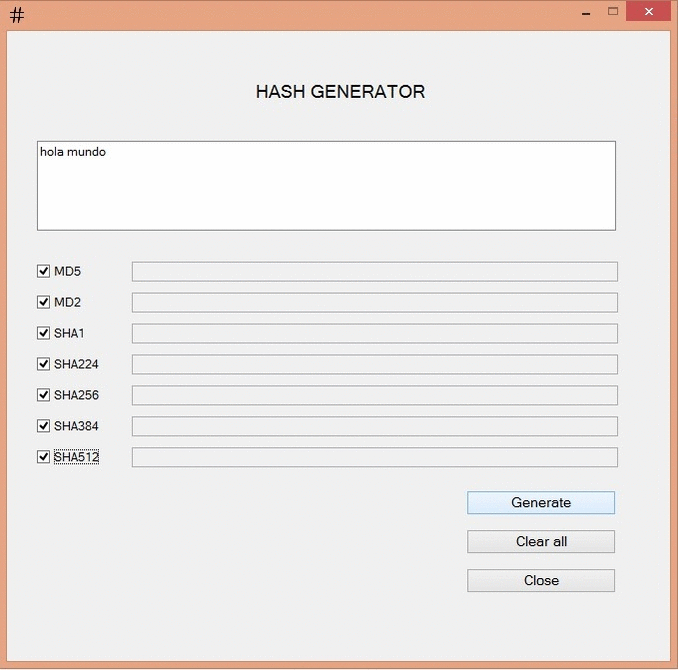 #
HASH GENERATOR
hola mundo
MD5
MD2
SHA1
SHA224
SHA256
SHA384
SHA512
Generate
Clear all
Close